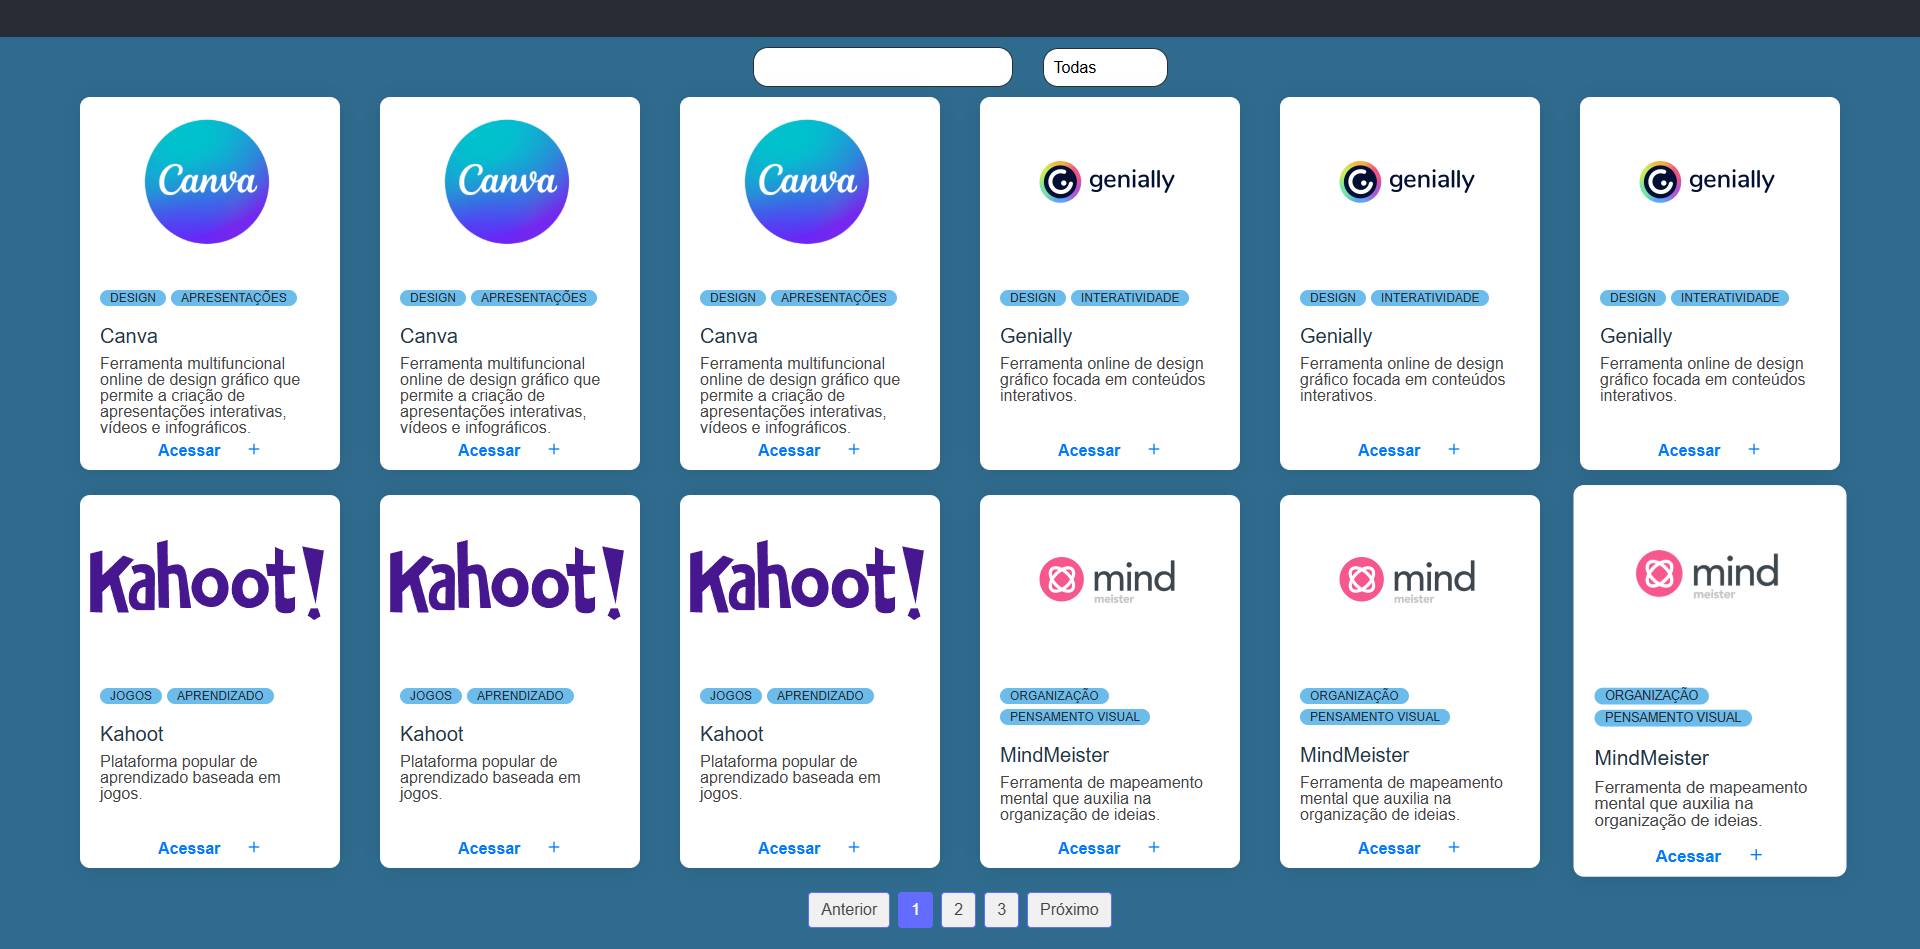 Todas
Canva
DESIGN APRESENTAÇÕES
Canva
Ferramenta multifuncional
online de design gráfico que
permite a criação de
apresentações interativas,
vídeos e infográficos.
Acessar +
Canva
DESIGN APRESENTAÇÕES
Canva
Ferramenta multifuncional
online de design gráfico que
permite a criação de
apresentações interativas,
vídeos e infográficos.
Acessar +
Canva
DESIGN APRESENTAÇÕES
Canva
Ferramenta multifuncional
online de design gráfico que
permite a criação de
apresentações interativas,
vídeos e infográficos.
Acessar +
genially
DESIGN INTERATIVIDADE
Genially
Ferramenta online de design
gráfico focada em conteúdos
interativos.
Acessar +
genially
DESIGN INTERATIVIDADE
Genially
Ferramenta online de design
gráfico focada em conteúdos
interativos.
Acessar +
genially
DESIGN INTERATIVIDADE
Genially
Ferramenta online de design
gráfico focada em conteúdos
interativos.
Acessar +
Kahoot!
JOGOS APRENDIZADO
Kahoot
Plataforma popular de
aprendizado baseada em
jogos.
Acessar +
Kahoot!
JOGOS APRENDIZADO
Kahoot
Plataforma popular de
aprendizado baseada em
jogos.
Acessar +
Kahoot!
JOGOS APRENDIZADO
Kahoot
Plataforma popular de
aprendizado baseada em
jogos.
Acessar +
mind
meister
ORGANIZAÇÃO
PENSAMENTO VISUAL
MindMeister
Ferramenta de mapeamento
mental que auxilia na
organização de ideias.
Acessar +
mind
meister
ORGANIZAÇÃO
PENSAMENTO VISUAL
MindMeister
Ferramenta de mapeamento
mental que auxilia na
organização de ideias.
Acessar +
mind
meister
ORGANIZAÇÃO
PENSAMENTO VISUAL
MindMeister
Ferramenta de mapeamento
mental que auxilia na
organização de ideias.
Acessar +
Anterior 1 2 3 Próximo